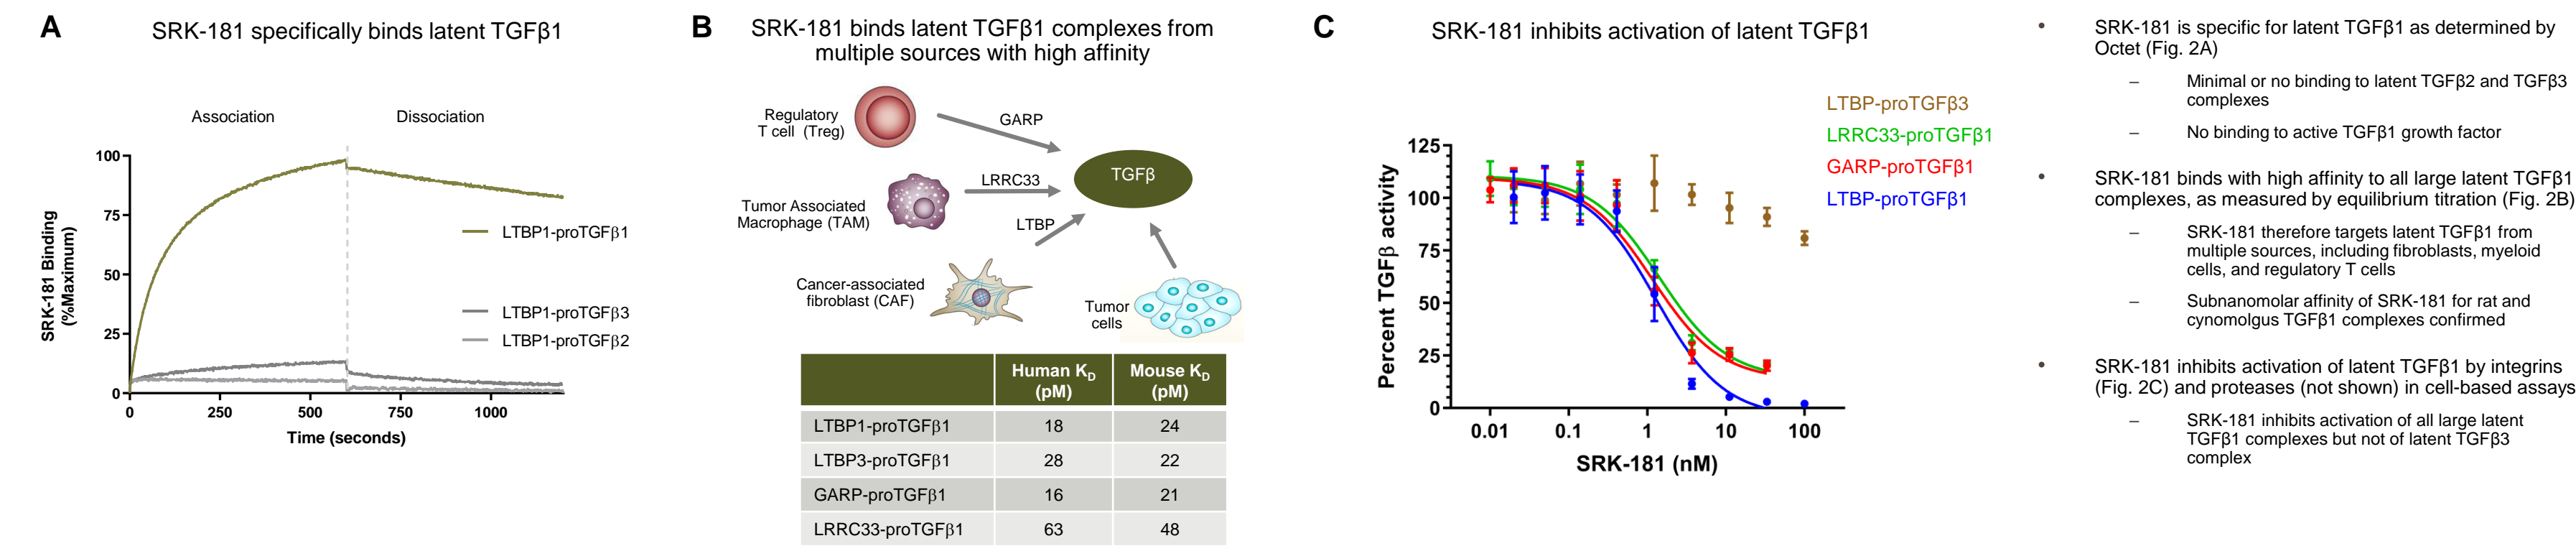 A
SRK-181 specifically binds latent TGFβ1
Association
Dissociation
SRK-181 Binding
(%Maximum)
100
75
50
25
0
LTBP1-proTGFβ1
LTBP1-proTGFβ3
LTBP1-proTGFβ2
0
250
500
750
1000
Time (seconds)
B
SRK-181 binds latent TGFβ1 complexes from
multiple sources with high affinity
Regulatory
T cell (Treg)
GARP
TGFβ
LRRC33
Tumor Associated
Macrophage (TAM)
LTBP
Cancer-associated
fibroblast (CAF)
Tumor
cells
Human KD
(pM)
Mouse KD
(pM)
LTBP1-proTGFβ1 18 24
LTBP3-proTGFβ1 28 22
GARP-proTGFβ1 16 21
LRRC33-proTGFβ1 63 48
C
SRK-181 inhibits activation of latent TGFβ1
LTBP-proTGFβ3
LRRC33-proTGFβ1
GARP-proTGFβ1
LTBP-proTGFβ1
Percent TGFβ activity
125
100
75
50
25
0
0.01
0.1
1
10
100
SRK-181 (nM)
• SRK-181 is specific for latent TGFβ1 as determined by
Octet (Fig. 2A)
– Minimal or no binding to latent TGFβ2 and TGFβ3
complexes
– No binding to active TGFβ1 growth factor
• SRK-181 binds with high affinity to all large latent TGFβ1
complexes, as measured by equilibrium titration (Fig. 2B)
– SRK-181 therefore targets latent TGFβ1 from
multiple sources, including fibroblasts, myeloid
cells, and regulatory T cells
– Subnanomolar affinity of SRK-181 for rat and
cynomolgus TGFβ1 complexes confirmed
• SRK-181 inhibits activation of latent TGFβ1 by integrins
(Fig. 2C) and proteases (not shown) in cell-based assays
– SRK-181 inhibits activation of all large latent
TGFβ1 complexes but not of latent TGFβ3
complex